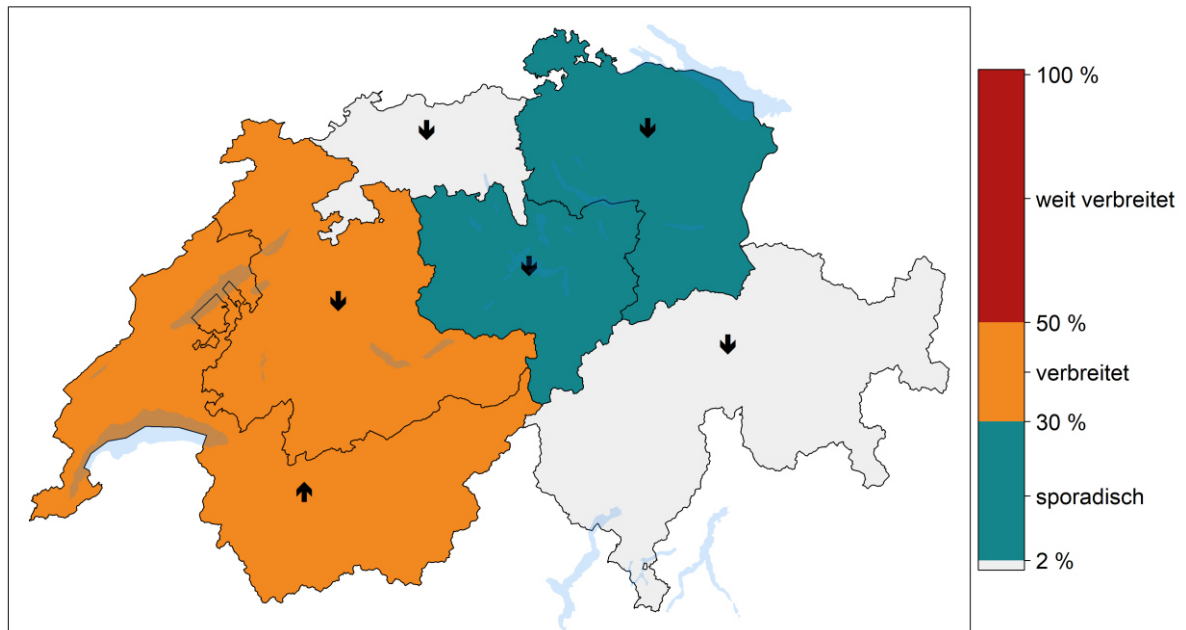 100 %
weit verbreitet
50 %
verbreitet
30 %
sporadisch
2 %